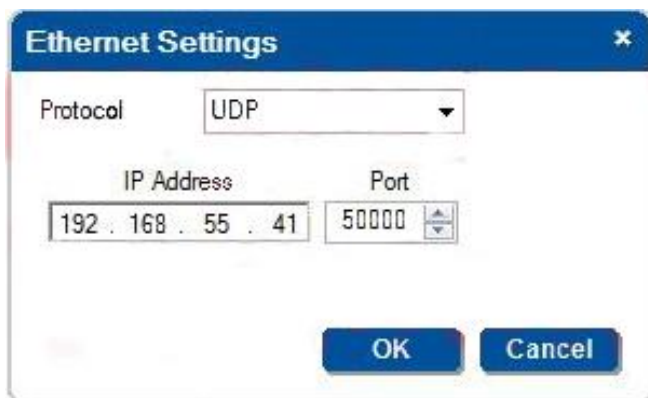 Ethernet Settings
Protocol UDP
IP Address Port
192 . 168 . 55 . 41 50000
OK Cancel